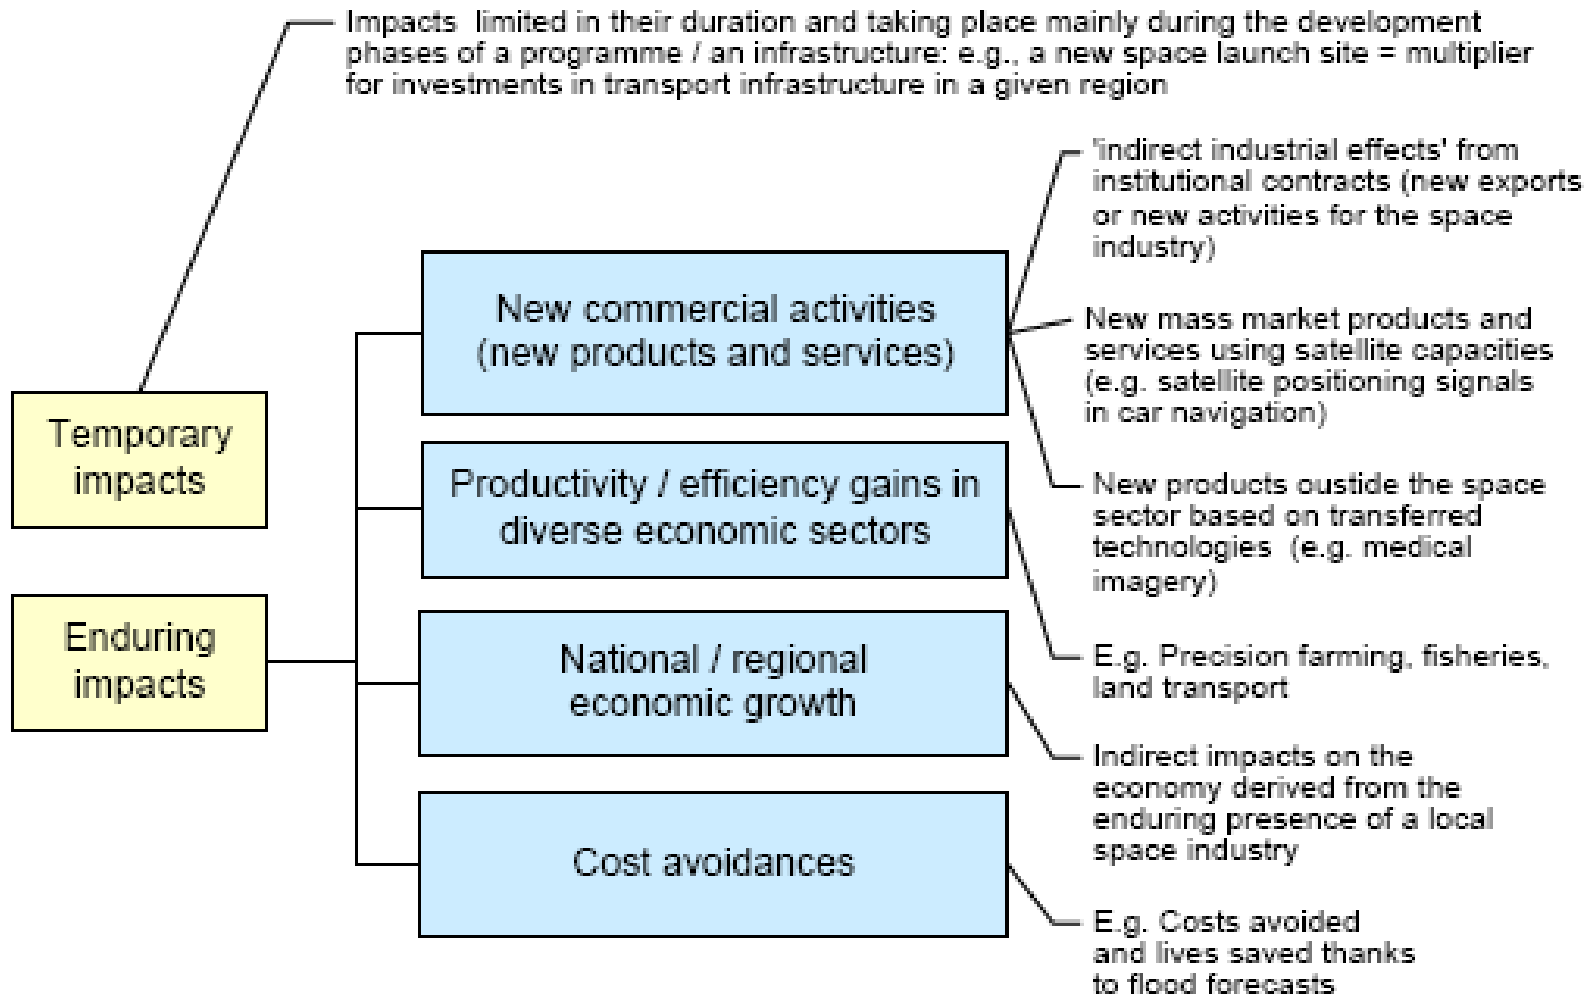 Impacts limited in their duration and taking place mainly during the development
phases of a programme / an infrastructure: e.g., a new space launch site = multiplier
for investments in transport infrastructure in a given region
Temporary
impacts
Enduring
impacts
New commercial activities
(new products and services)
Productivity / efficiency gains in
diverse economic sectors
National / regional
economic growth
Cost avoidances
'indirect industrial effects' from
institutional contracts (new exports
or new activities for the space
industry)
New mass market products and
services using satellite capacities
(e.g. satellite positioning signals
in car navigation)
New products oustide the space
sector based on transferred
technologies (e.g. medical
imagery)
E.g. Precision farming, fisheries,
land transport
Indirect impacts on the
economy derived from the
enduring presence of a local
space industry
E.g. Costs avoided
and lives saved thanks
to flood forecasts